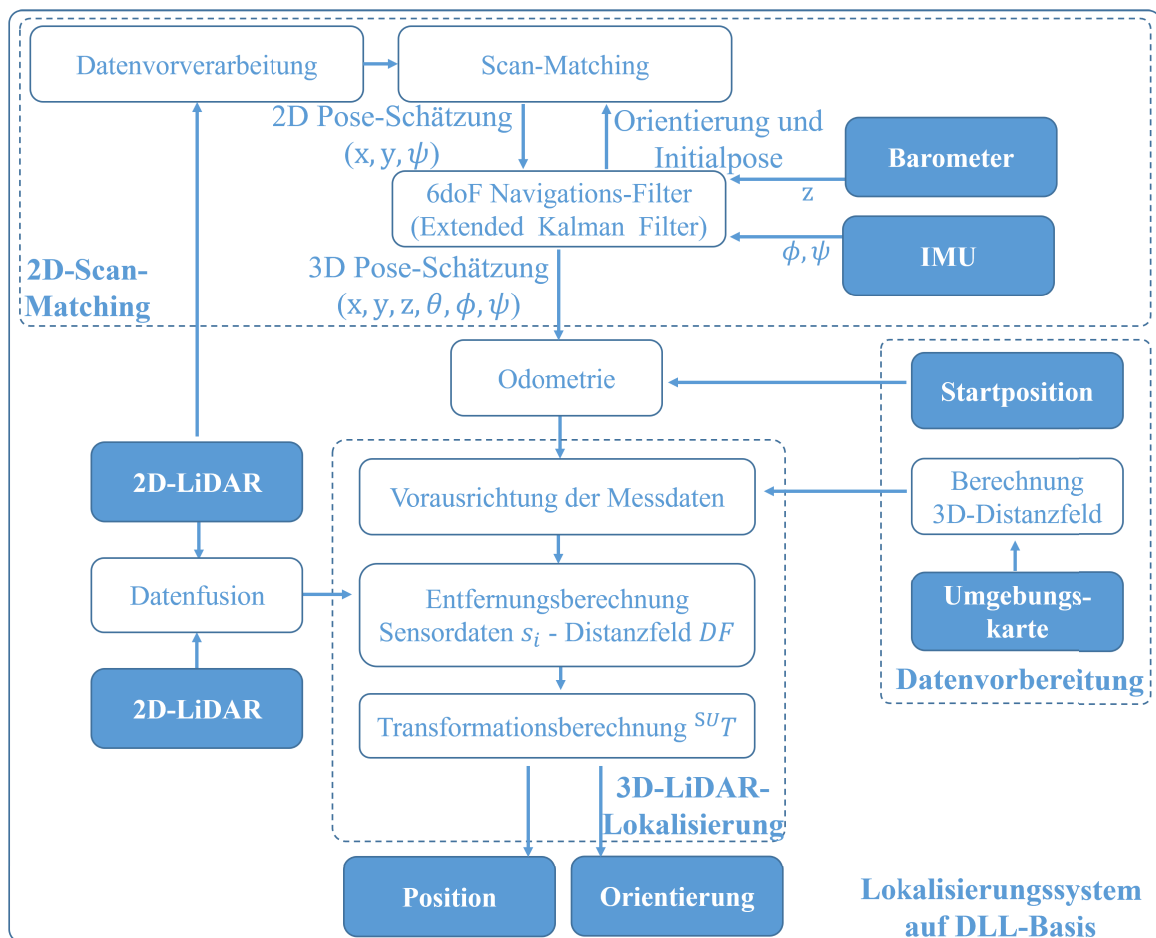 Datenvorverarbeitung
Scan-Matching
2D Pose-Schätzung
(x, y, ψ)
Orientierung und
Initialpose
Barometer
z
6doF Navigations-Filter
(Extended Kalman Filter)
IMU
ϕ, ψ
2D-Scan-
Matching
3D Pose-Schätzung
(x, y, z, θ, ϕ, ψ)
Odometrie
Startposition
2D-LiDAR
Vorausrichtung der Messdaten
Berechnung
3D-Distanzfeld
Datenfusion
Entfernungsberechnung
Sensordaten sᵢ - Distanzfeld DF
Umgebungs-
karte
Datenvorbereitung
2D-LiDAR
Transformationsberechnung ˢᵁT
3D-LiDAR-
Lokalisierung
Position
Orientierung
Lokalisierungssystem
auf DLL-Basis